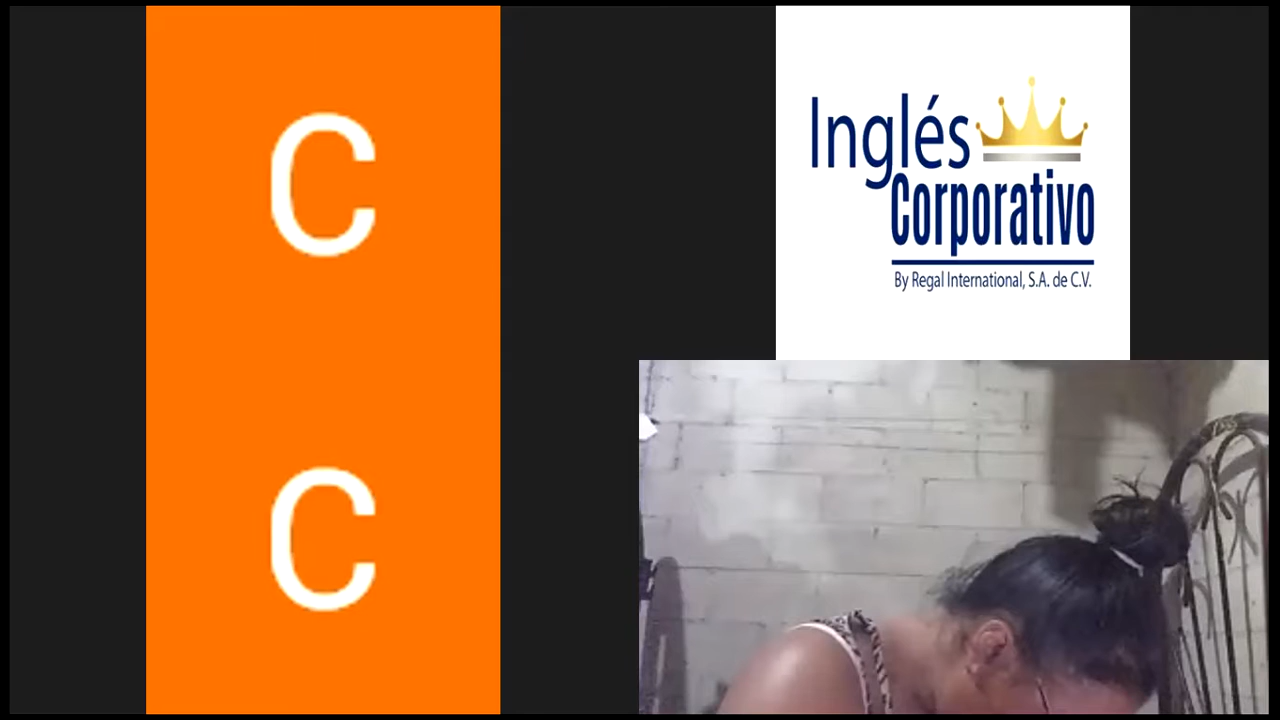 C
Inglés
Corporativo
By Regal International, S.A. de C.V.
C